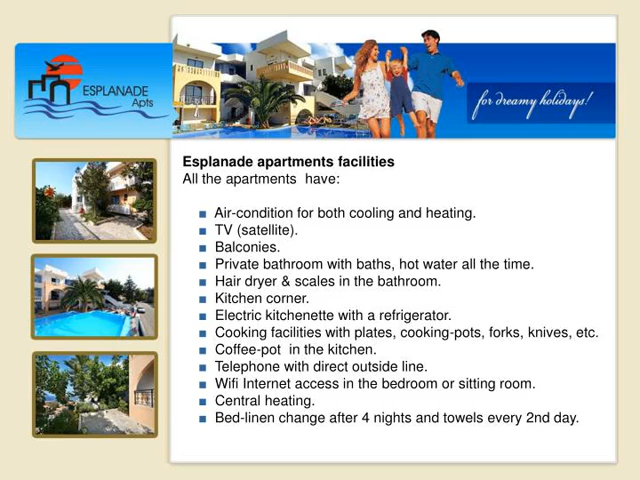 ESPLANADE
Apts
for dreamy holidays!
Esplanade apartments facilities
All the apartments have:
■ Air-condition for both cooling and heating.
■ TV (satellite).
■ Balconies.
■ Private bathroom with baths, hot water all the time.
■ Hair dryer & scales in the bathroom.
■ Kitchen corner.
■ Electric kitchenette with a refrigerator.
■ Cooking facilities with plates, cooking-pots, forks, knives, etc.
■ Coffee-pot in the kitchen.
■ Telephone with direct outside line.
■ Wifi Internet access in the bedroom or sitting room.
■ Central heating.
■ Bed-linen change after 4 nights and towels every 2nd day.